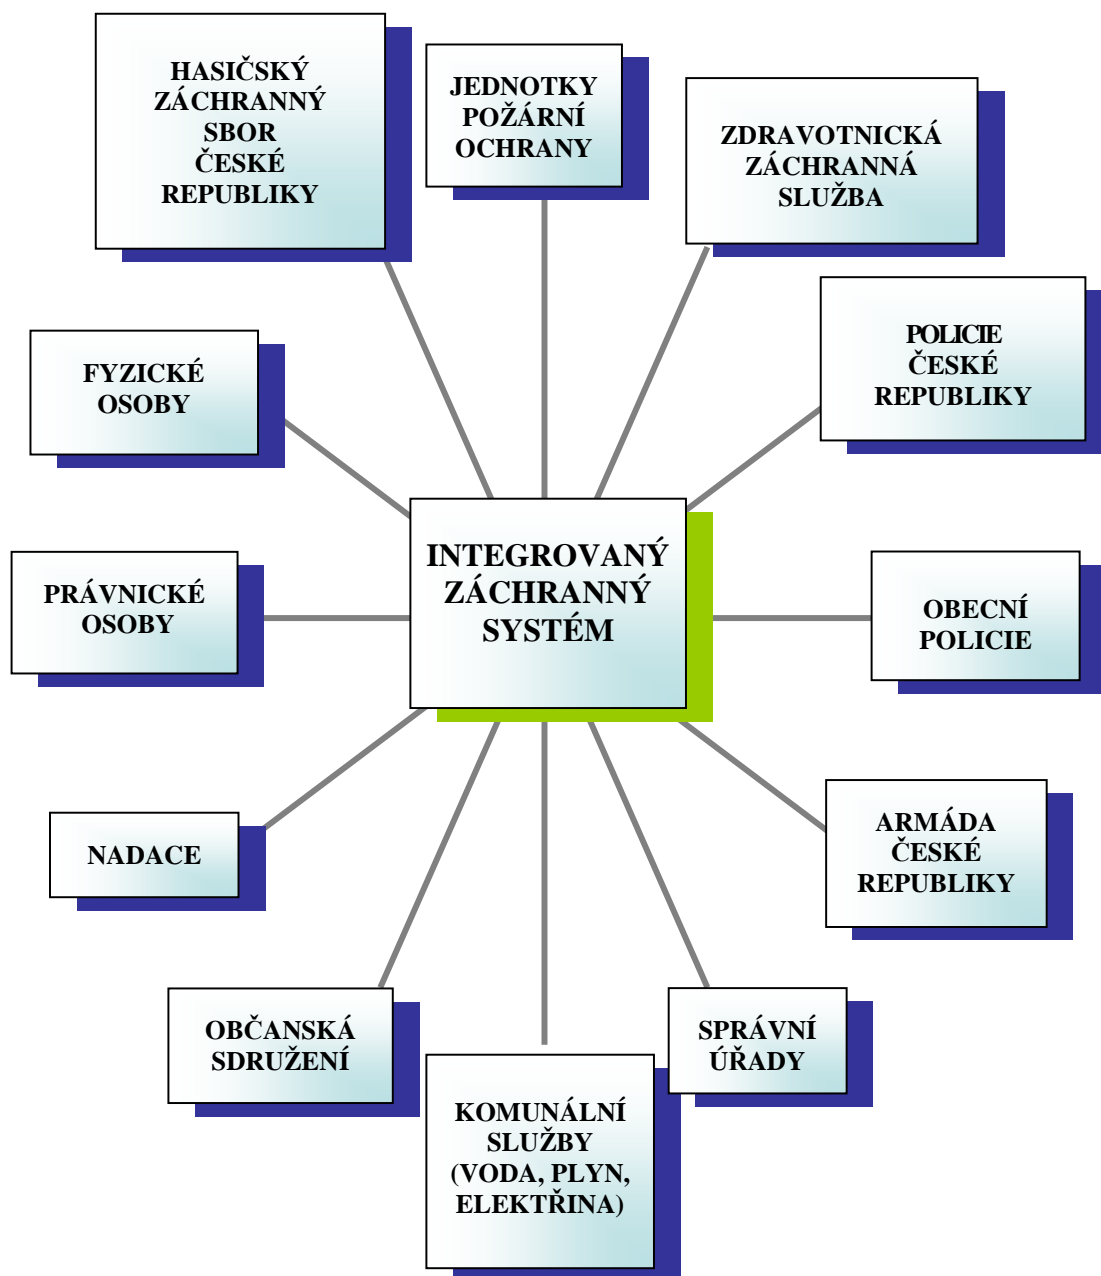 HASIČSKÝ
ZÁCHRANNÝ
SBOR
ČESKÉ
REPUBLIKY
JEDNOTKY
POŽÁRNÍ
OCHRANY
ZDRAVOTNICKÁ
ZÁCHRANNÁ
SLUŽBA
POLICIE
ČESKÉ
REPUBLIKY
FYZICKÉ
OSOBY
INTEGROVANÝ
ZÁCHRANNÝ
SYSTÉM
PRÁVNICKÉ
OSOBY
OBECNÍ
POLICIE
NADACE
ARMÁDA
ČESKÉ
REPUBLIKY
OBČANSKÁ
SDRUŽENÍ
SPRÁVNÍ
ÚŘADY
KOMUNÁLNÍ
SLUŽBY
(VODA, PLYN,
ELEKTŘINA)